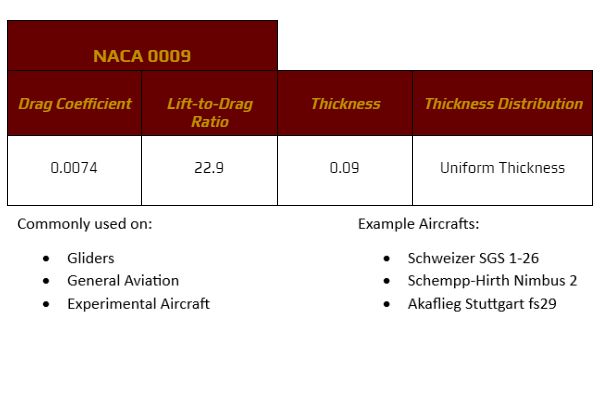 NACA 0009
Drag Coefficient
Lift-to-Drag
Ratio
Thickness
Thickness Distribution
0.0074
22.9
0.09
Uniform Thickness
Commonly used on:
Gliders
General Aviation
Experimental Aircraft
Example Aircrafts:
Schweizer SGS 1-26
Schempp-Hirth Nimbus 2
Akaflieg Stuttgart fs29